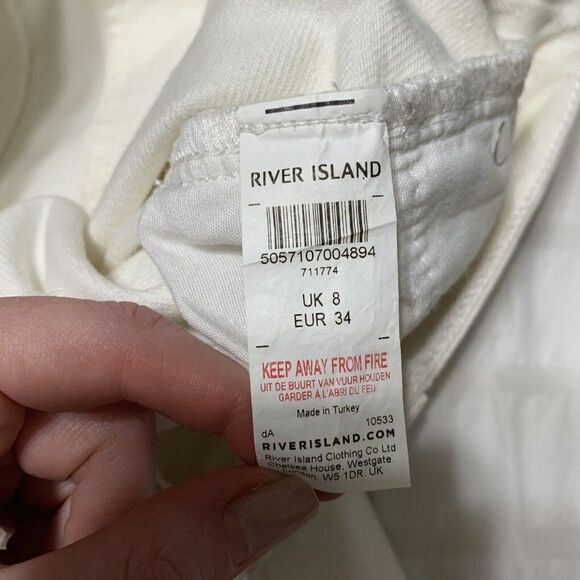 RIVER ISLAND
5057107004894
711774
UK 8
EUR 34
KEEP AWAY FROM FIRE
UIT DE BUURT VAN VUUR HOUDEN
GARDER À L'ABRI DU FEU
Made in Turkey
dA 10533
RIVERISLAND.COM
River Island Clothing Co Ltd
Chelsea House, Westgate,
London. W5 1DR. UK